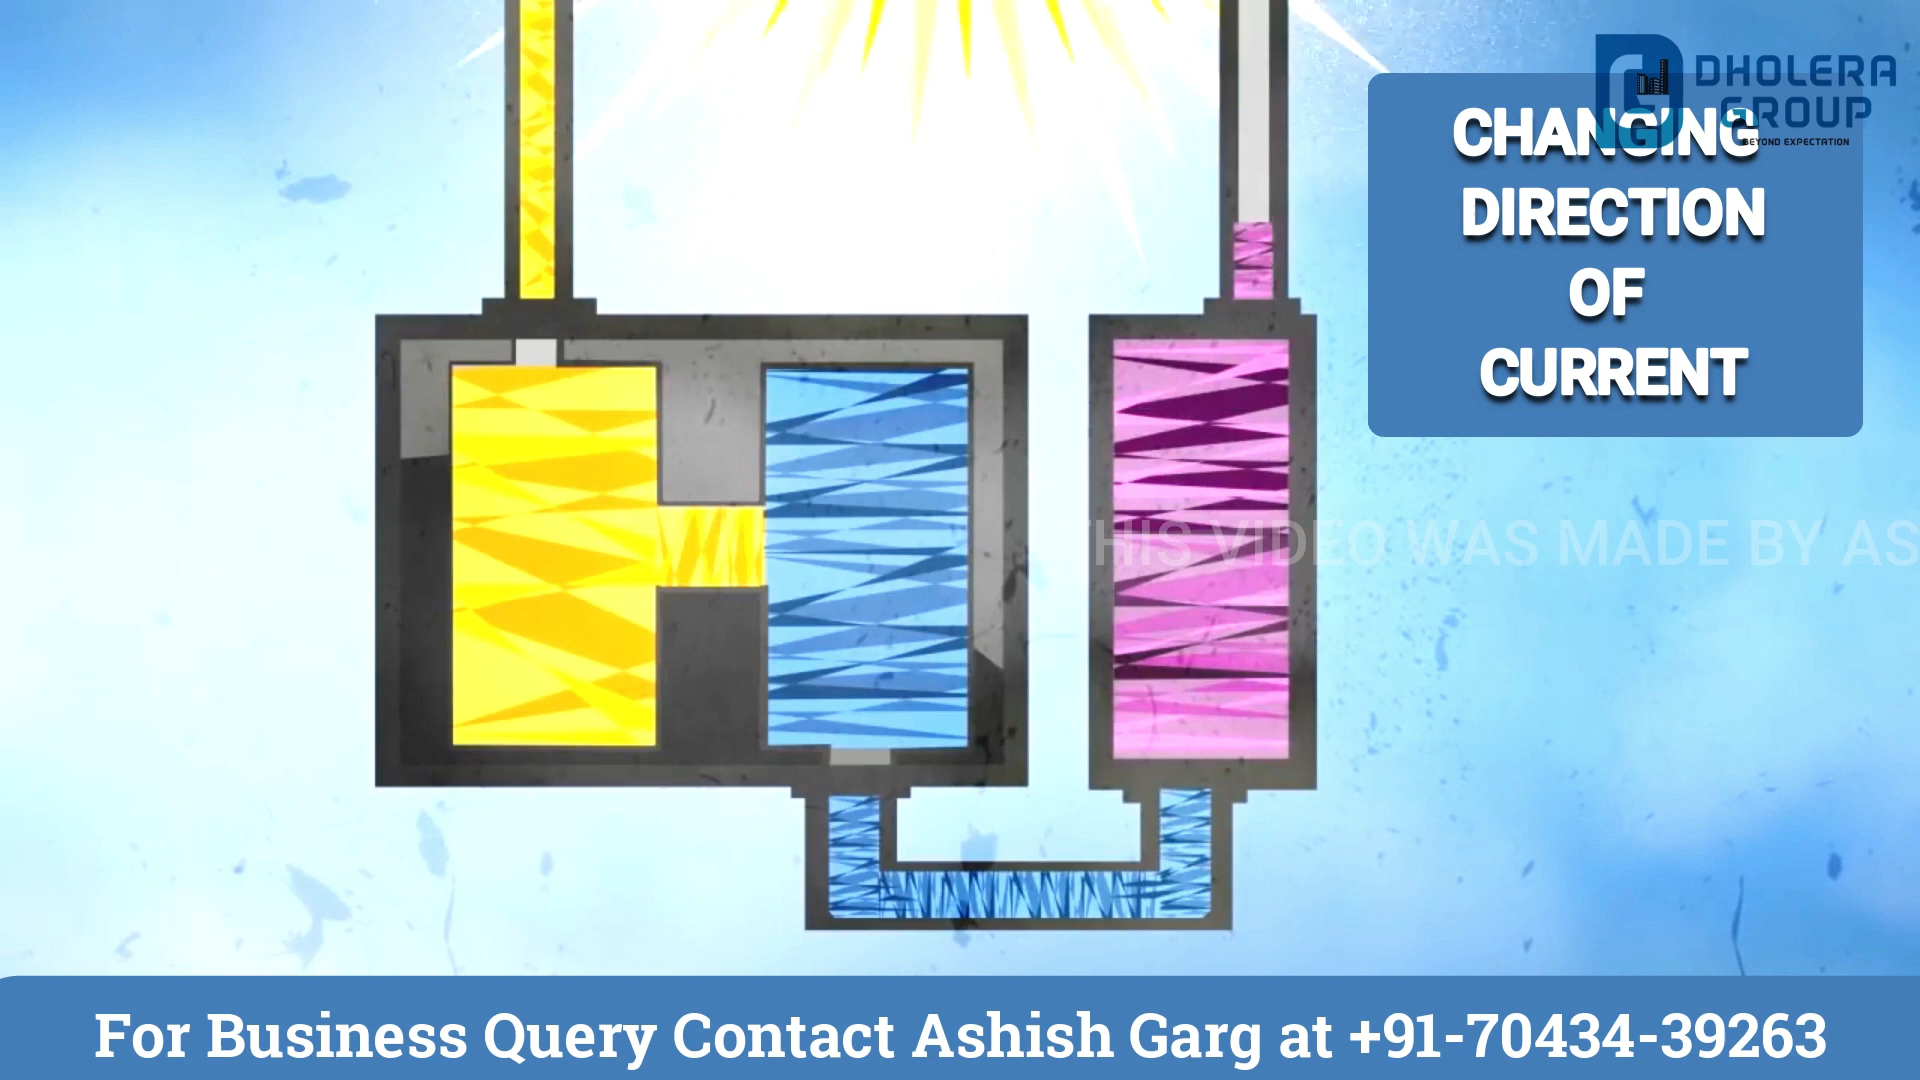 DHOLERA
GROUP
BEYOND EXPECTATION
CHANGING
DIRECTION
OF
CURRENT
THIS VIDEO WAS MADE BY AS
For Business Query Contact Ashish Garg at +91-70434-39263